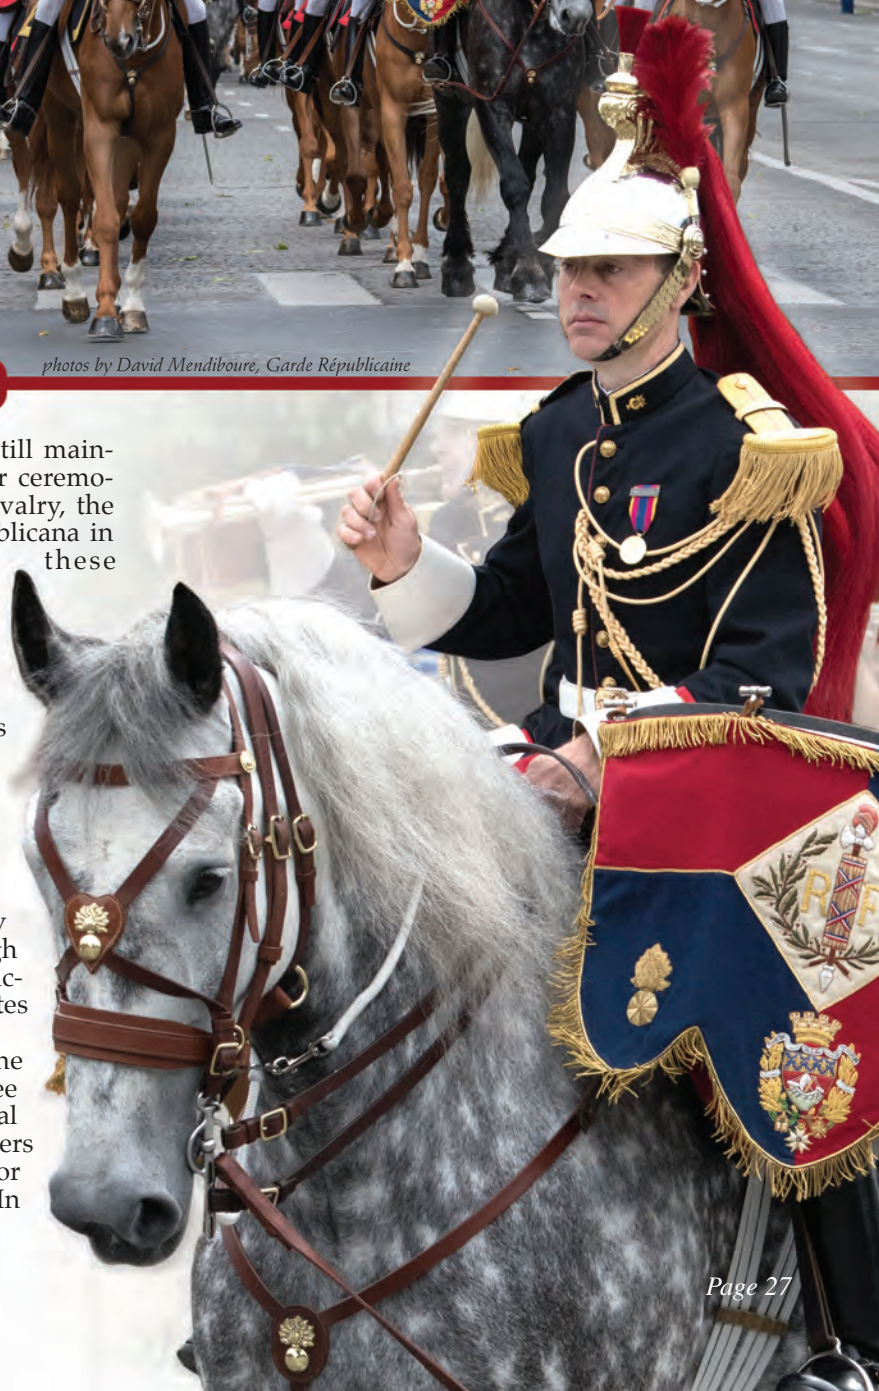 photos by David Mendiboure, Garde Républicaine
till main-
r ceremo-
valry, the
blicana in
these
s
y
gh
ic-
tes
he
ee
al
ers
or
In
R F
Page 27